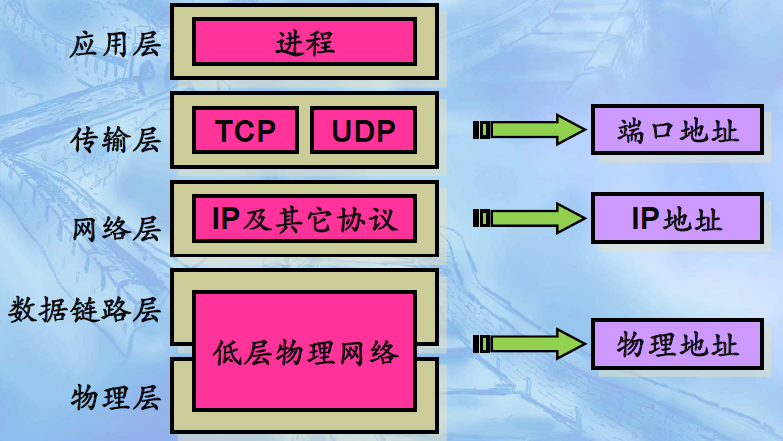 应用层 进程
传输层 TCP UDP 端口地址
网络层 IP及其它协议 IP地址
数据链路层
低层物理网络 物理地址
物理层